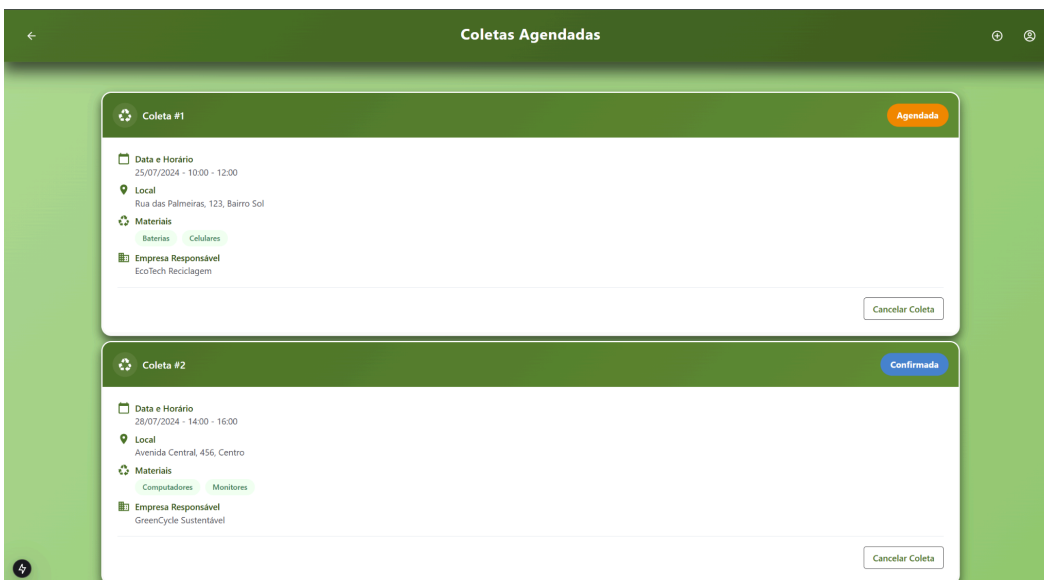 Coletas Agendadas
Coleta #1
Agendada
Data e Horário
25/07/2024 - 10:00 - 12:00
Local
Rua das Palmeiras, 123, Bairro Sol
Materiais
Baterias Celulares
Empresa Responsável
EcoTech Reciclagem
Cancelar Coleta
Coleta #2
Confirmada
Data e Horário
28/07/2024 - 14:00 - 16:00
Local
Avenida Central, 456, Centro
Materiais
Computadores Monitores
Empresa Responsável
GreenCycle Sustentável
Cancelar Coleta